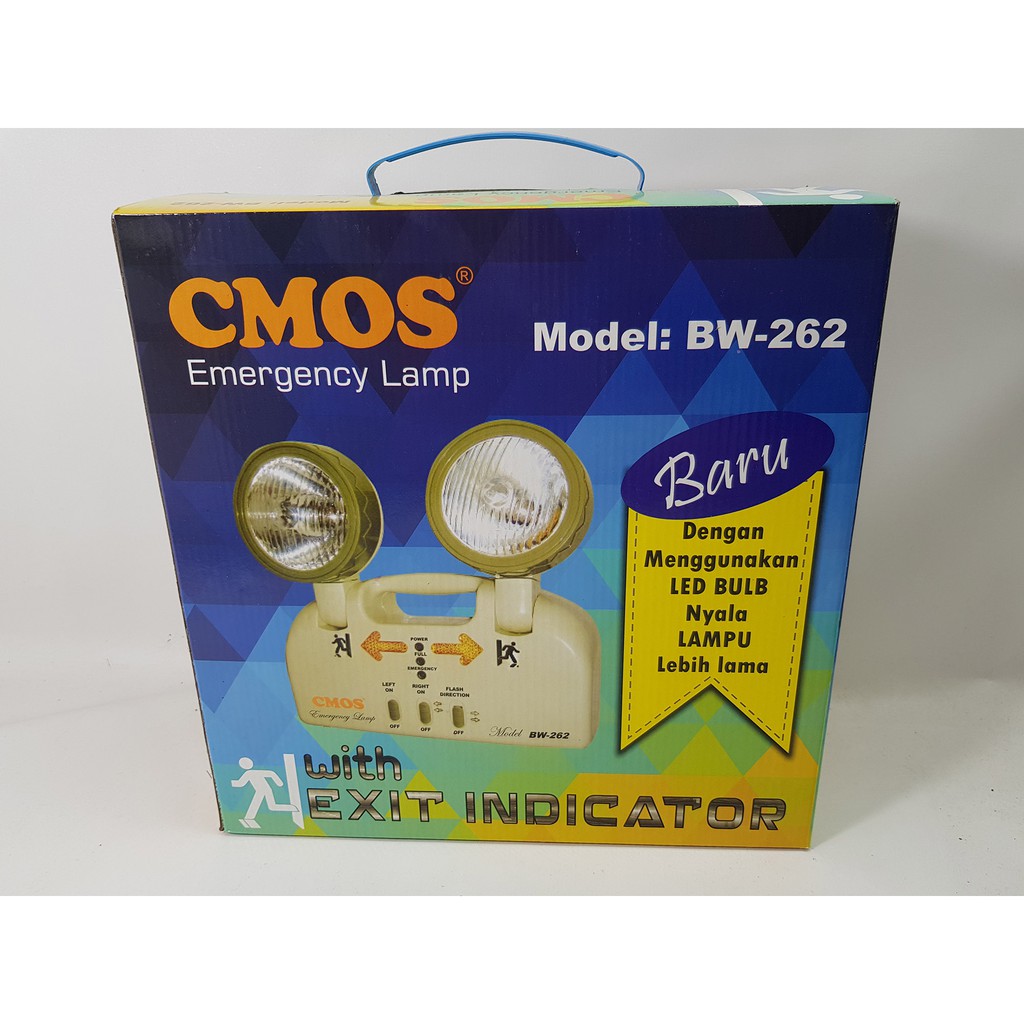 CMOS®
Emergency Lamp
Model: BW-262
Baru
Dengan
Menggunakan
LED BULB
Nyala
LAMPU
Lebih lama
POWER
FULL
EMERGENCY
LEFT
ON
RIGHT
ON
FLASH
DIRECTION
OFF
OFF
OFF
CMOS
Emergency Lamp
Model BW-262
with
EXIT INDICATOR